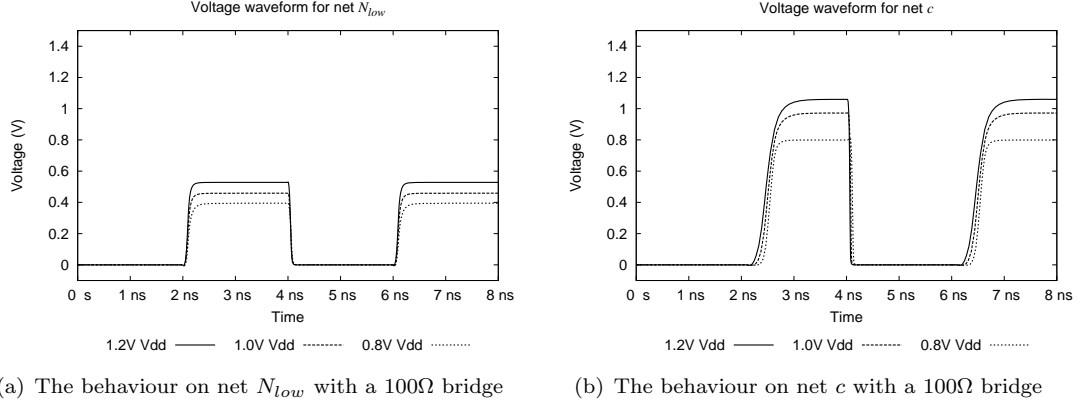 Voltage waveform for net N_low
1.4
1.2
1
0.8
0.6
0.4
0.2
0
Voltage (V)
0 s 1 ns 2 ns 3 ns 4 ns 5 ns 6 ns 7 ns 8 ns
Time
1.2V Vdd 1.0V Vdd 0.8V Vdd
a) The behaviour on net N_low with a 100Ω bridge
Voltage waveform for net c
1.4
1.2
1
0.8
0.6
0.4
0.2
0
Voltage (V)
0 s 1 ns 2 ns 3 ns 4 ns 5 ns 6 ns 7 ns 8 ns
Time
1.2V Vdd 1.0V Vdd 0.8V Vdd
(b) The behaviour on net c with a 100Ω bridge